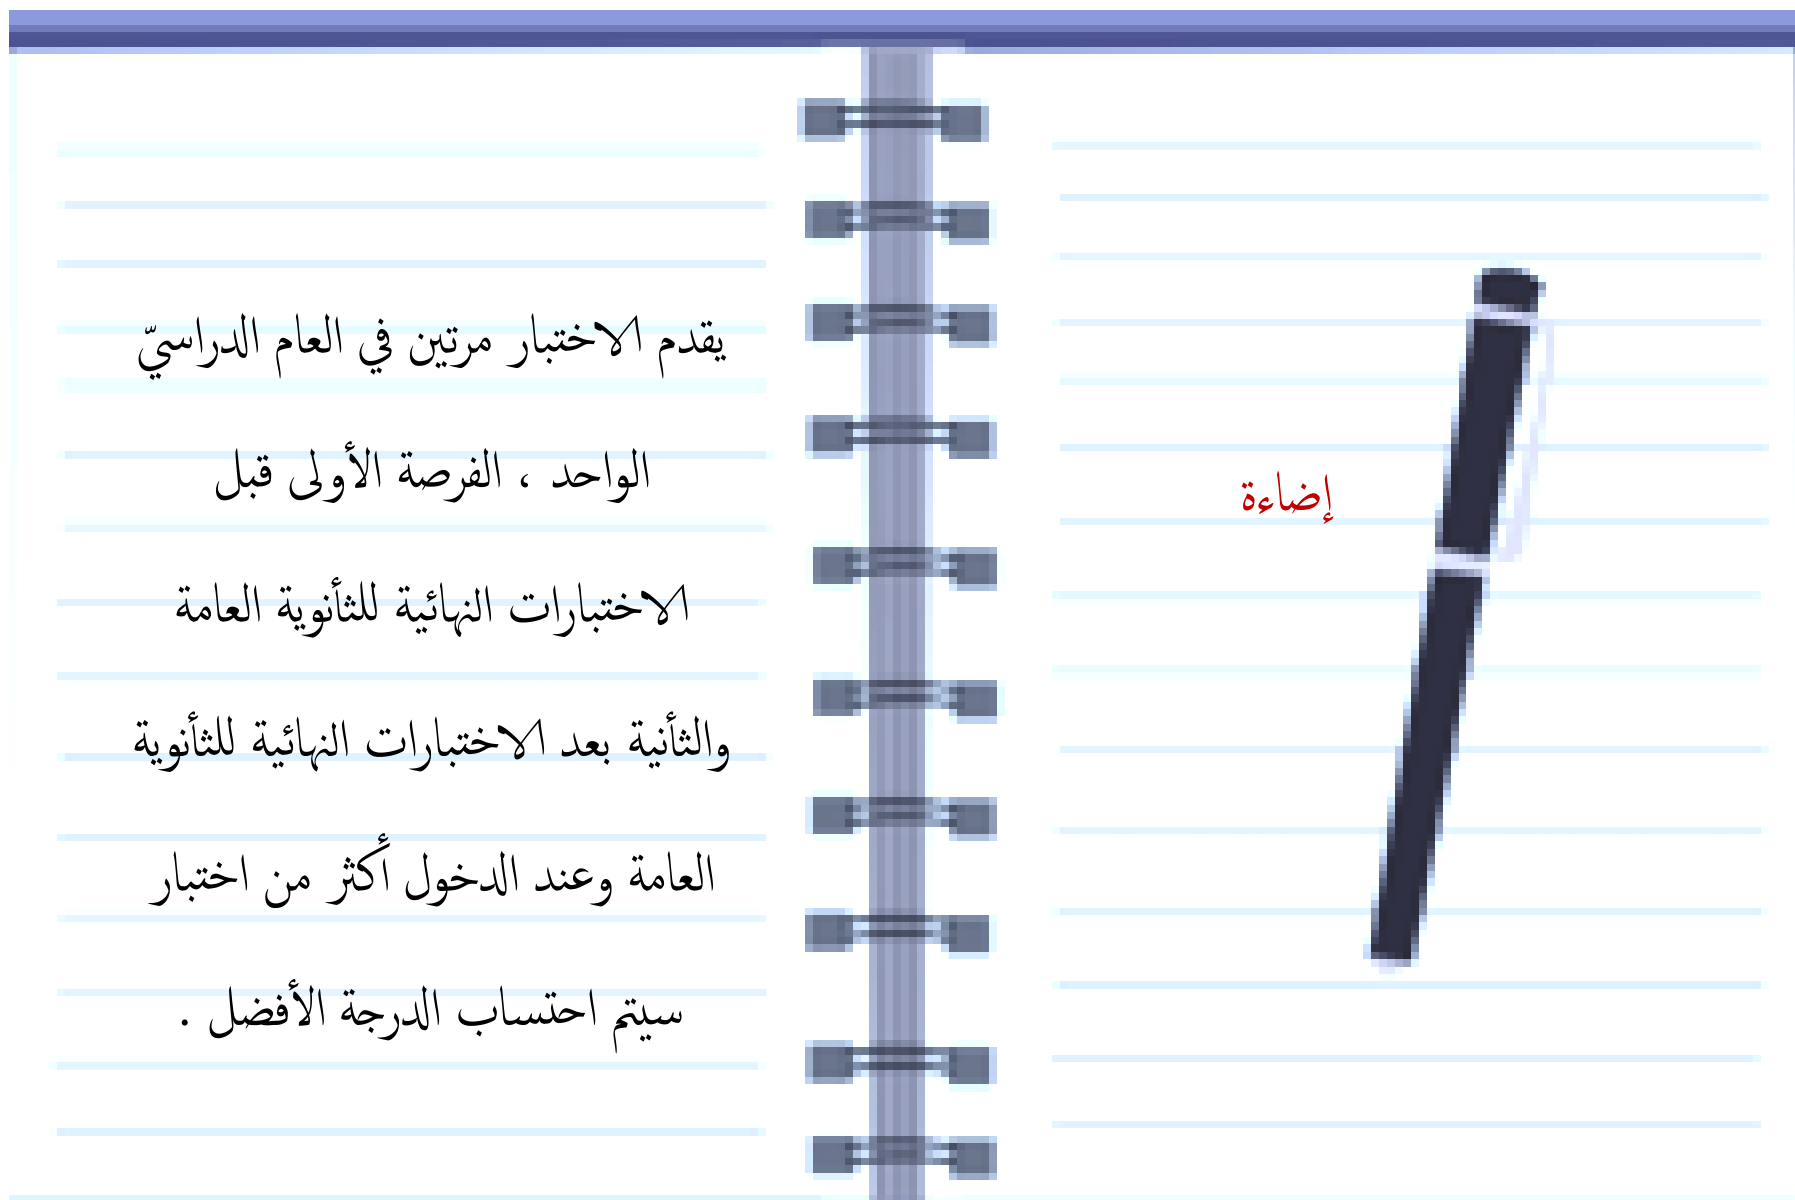 إضاءة
يقدم الاختبار مرتين في العام الدراسيّ
الواحد ، الفرصة الأولى قبل
الاختبارات النهائية للثأنوية العامة
والثأنية بعد الاختبارات النهائية للثأنوية
العامة وعند الدخول أكثر من اختبار
سيتم احتساب الدرجة الأفضل .